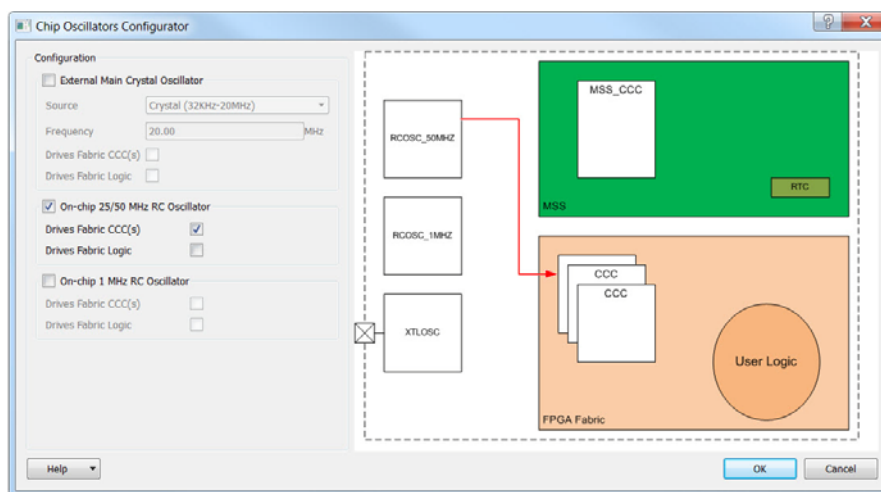 Chip Oscillators Configurator
Configuration
External Main Crystal Oscillator
Source Crystal (32KHz-20MHz)
Frequency 20.00 MHz
Drives Fabric CCC(s)
Drives Fabric Logic
On-chip 25/50 MHz RC Oscillator
Drives Fabric CCC(s)
Drives Fabric Logic
On-chip 1 MHz RC Oscillator
Drives Fabric CCC(s)
Drives Fabric Logic
RCOSC_50MHZ
RCOSC_1MHZ
XTLOSC
MSS_CCC
RTC
MSS
CCC
CCC
User Logic
FPGA Fabric
Help
OK
Cancel